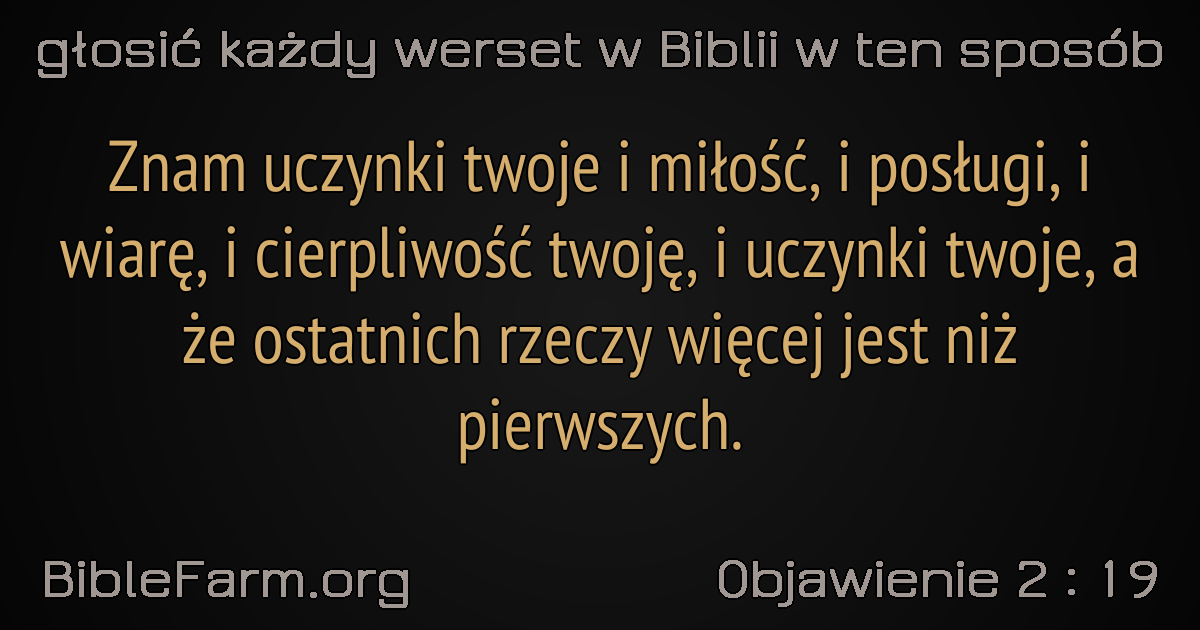 głosić każdy werset w Biblii w ten sposób
Znam uczynki twoje i miłość, i posługi, i
wiarę, i cierpliwość twoję, i uczynki twoje, a
że ostatnich rzeczy więcej jest niż
pierwszych.
BibleFarm.org
Objawienie 2 : 19